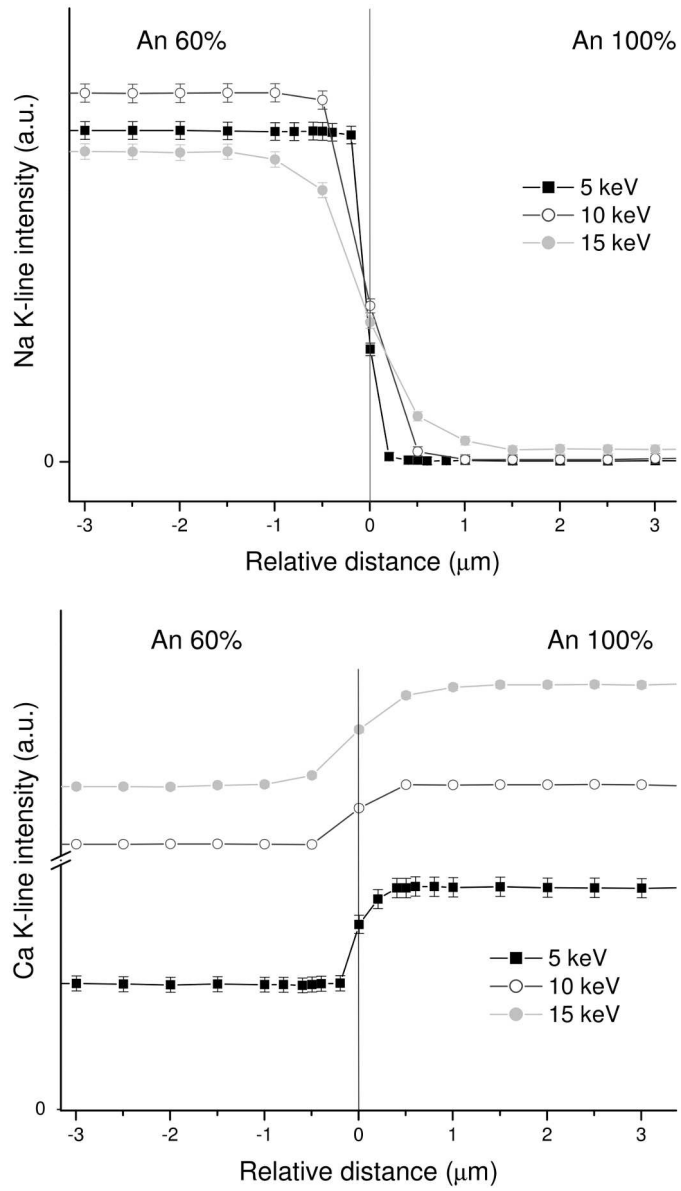 An 60%
An 100%
Na K-line intensity (a.u.)
5 keV
10 keV
15 keV
0
-3 -2 -1 0 1 2 3
Relative distance (μm)
An 60%
An 100%
Ca K-line intensity (a.u.)
5 keV
10 keV
15 keV
0
-3 -2 -1 0 1 2 3
Relative distance (μm)